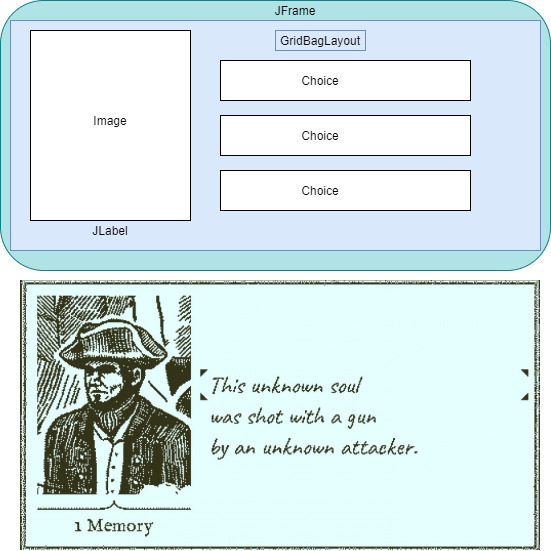 JFrame
GridBagLayout
Image
Choice
Choice
Choice
JLabel
This unknown soul
was shot with a gun
by an unknown attacker.
1 Memory